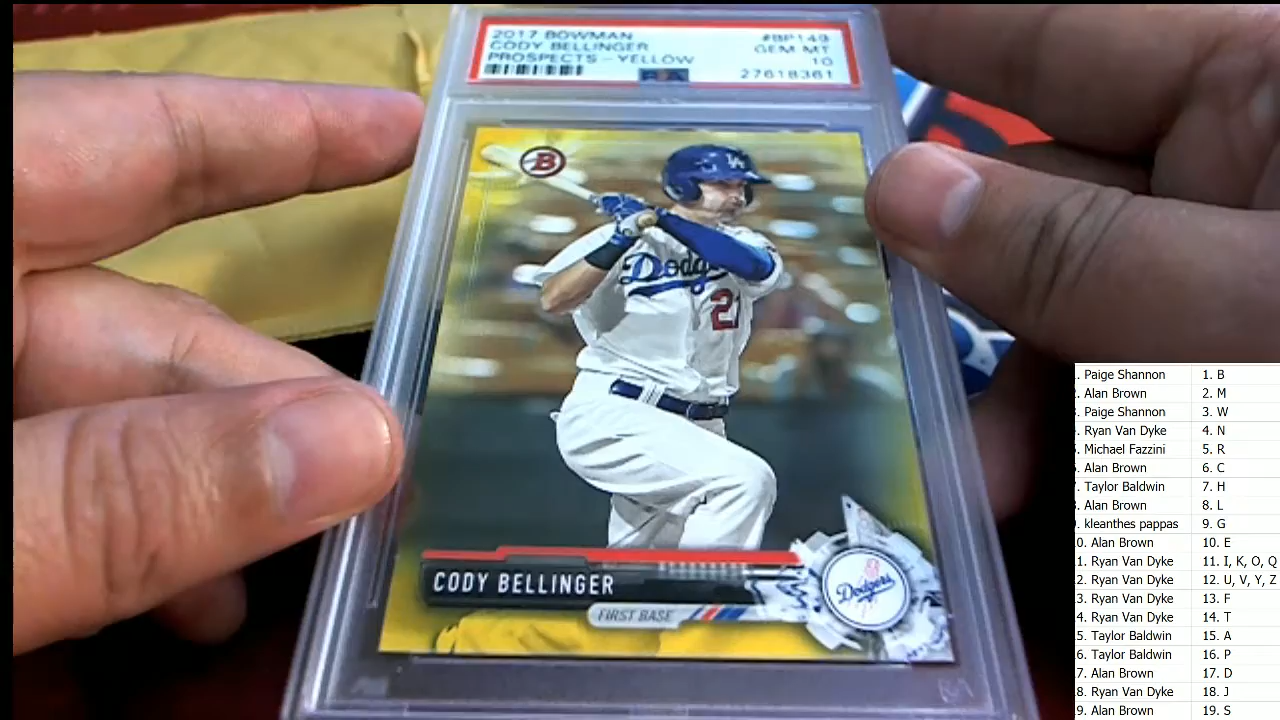 2017 BOWMAN #BP149
CODY BELLINGER GEM MT
PROSPECTS - YELLOW 10
PSA 27618361
B
LA
Dodg
21
CODY BELLINGER
FIRST BASE
Dodgers
. Paige Shannon 1. B
. Alan Brown 2. M
. Paige Shannon 3. W
. Ryan Van Dyke 4. N
. Michael Fazzini 5. R
. Alan Brown 6. C
. Taylor Baldwin 7. H
. Alan Brown 8. L
. kleanthes pappas 9. G
0. Alan Brown 10. E
1. Ryan Van Dyke 11. I, K, O, Q
2. Ryan Van Dyke 12. U, V, Y, Z
3. Ryan Van Dyke 13. F
4. Ryan Van Dyke 14. T
5. Taylor Baldwin 15. A
6. Taylor Baldwin 16. P
7. Alan Brown 17. D
8. Ryan Van Dyke 18. J
9. Alan Brown 19. S